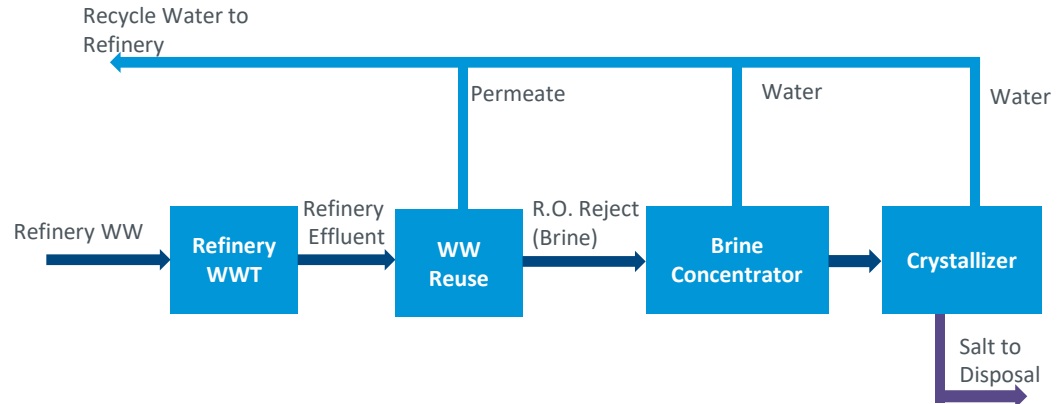 Recycle Water to
Refinery
Permeate
Water
Water
Refinery WW
Refinery
WWT
Refinery
Effluent
WW
Reuse
R.O. Reject
(Brine)
Brine
Concentrator
Crystallizer
Salt to
Disposal